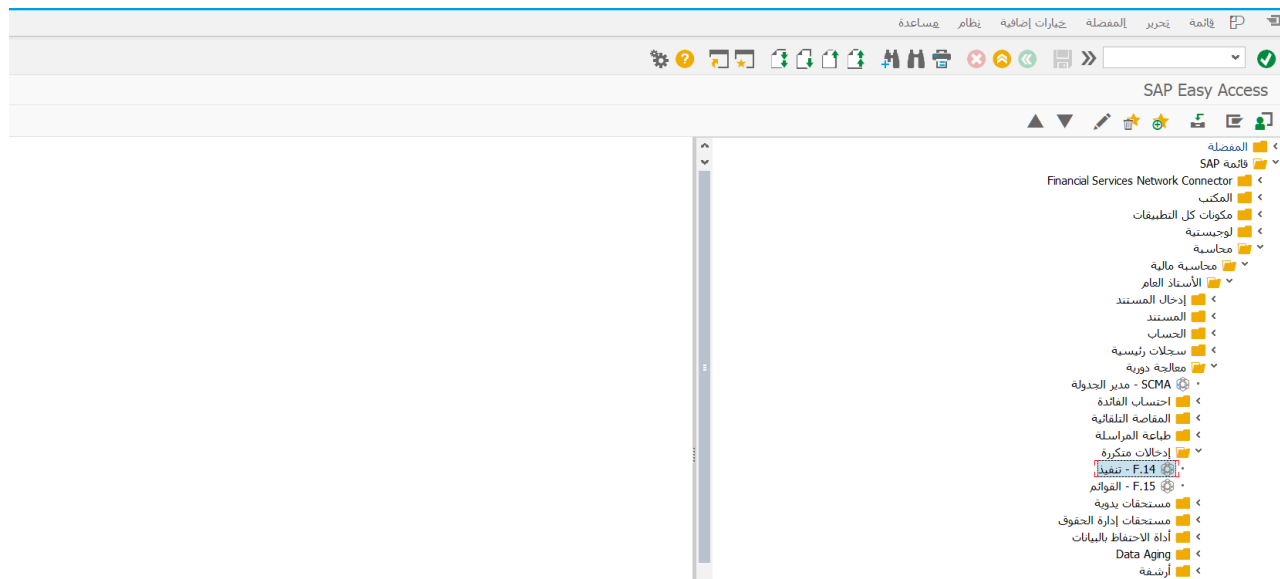 قائمة تحرير المفضلة خيارات إضافية نظام مساعدة
SAP Easy Access
المفضلة
قائمة SAP
Financial Services Network Connector
المكتب
مكونات كل التطبيقات
لوجيستية
محاسبة
محاسبة مالية
الأستاذ العام
إدخال المستند
المستند
الحساب
سجلات رئيسية
معالجة دورية
SCMA - مدير الجدولة
احتساب الفائدة
المقاصة التلقائية
طباعة المراسلة
إدخالات متكررة
F.14 - تنفيذ
F.15 - القوائم
مستحقات يدوية
مستحقات إدارة الحقوق
أداة الاحتفاظ بالبيانات
Data Aging
أرشفة